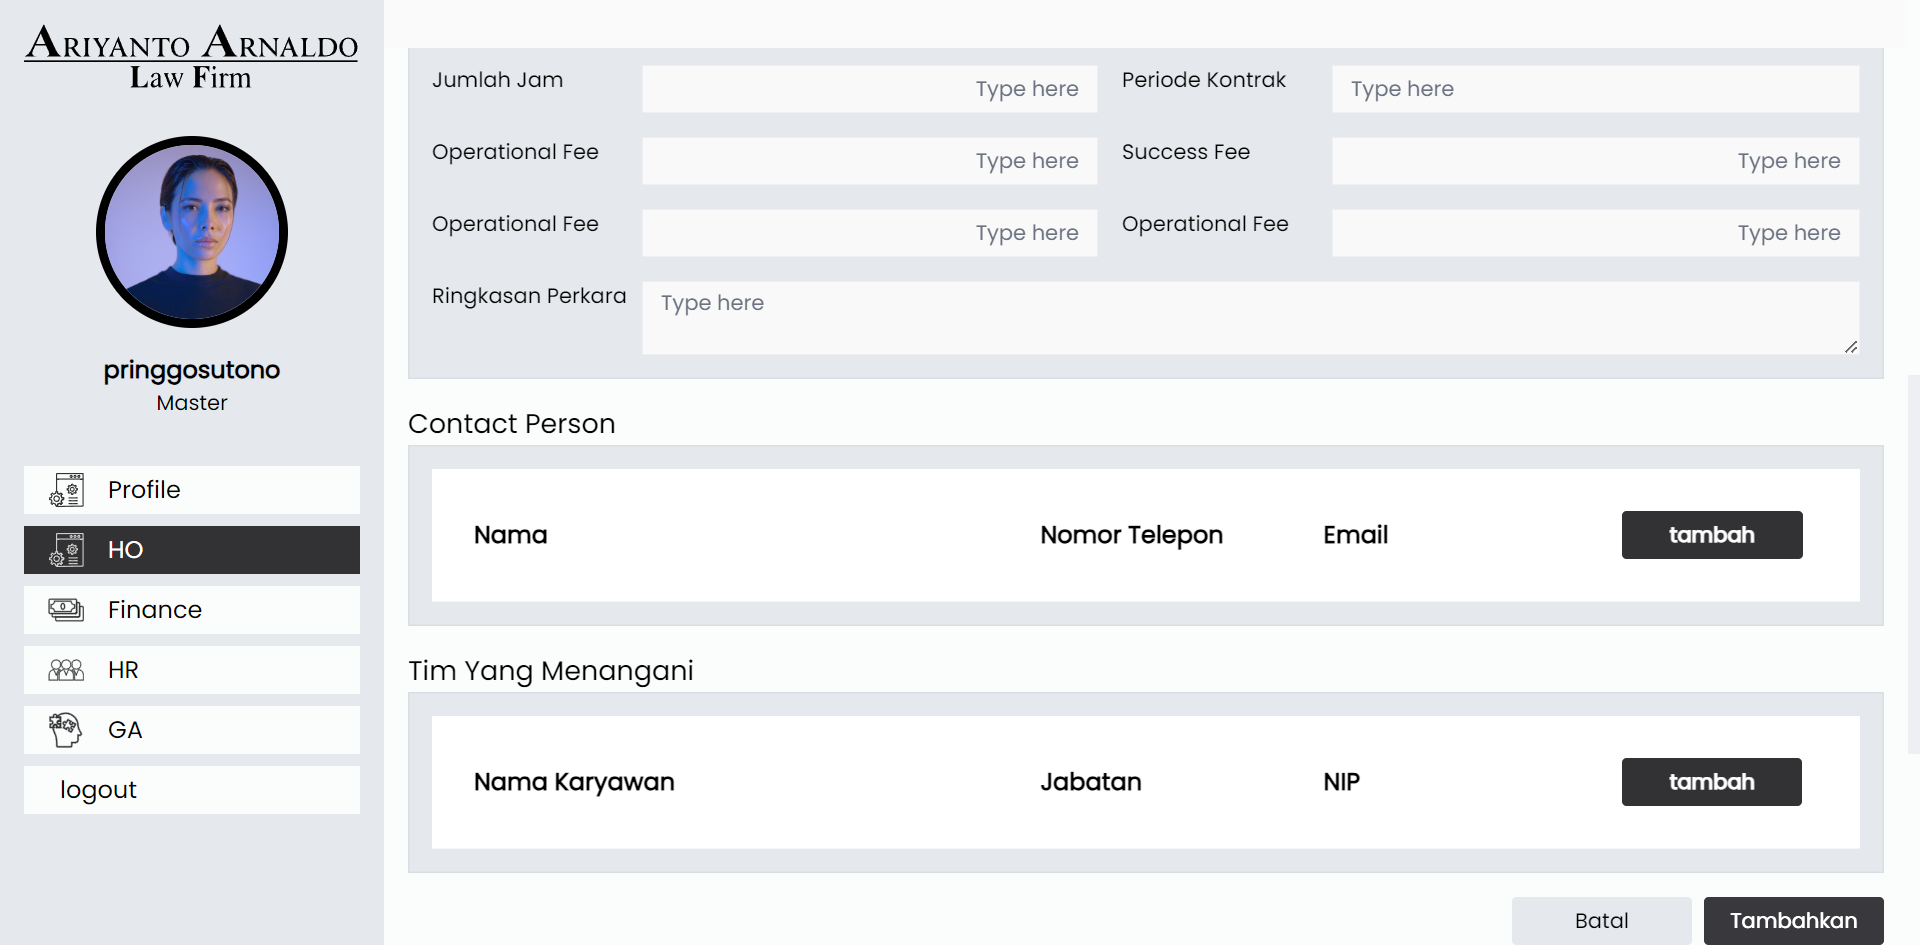 ARIYANTO ARNALDO
Law Firm
pringgosutono
Master
Profile
HO
Finance
HR
GA
logout
Jumlah Jam Type here Periode Kontrak Type here
Operational Fee Type here Success Fee Type here
Operational Fee Type here Operational Fee Type here
Ringkasan Perkara Type here
Contact Person
Nama Nomor Telepon Email tambah
Tim Yang Menangani
Nama Karyawan Jabatan NIP tambah
Batal Tambahkan